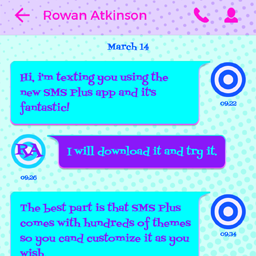 Rowan Atkinson
March 14
Hi, i'm texting you using the
new SMS Plus app and it's
fantastic!
09:22
RA
I will download it and try it.
09:26
The best part is that SMS Plus
comes with hundreds of themes
so you cand customize it as you
wish
09:34